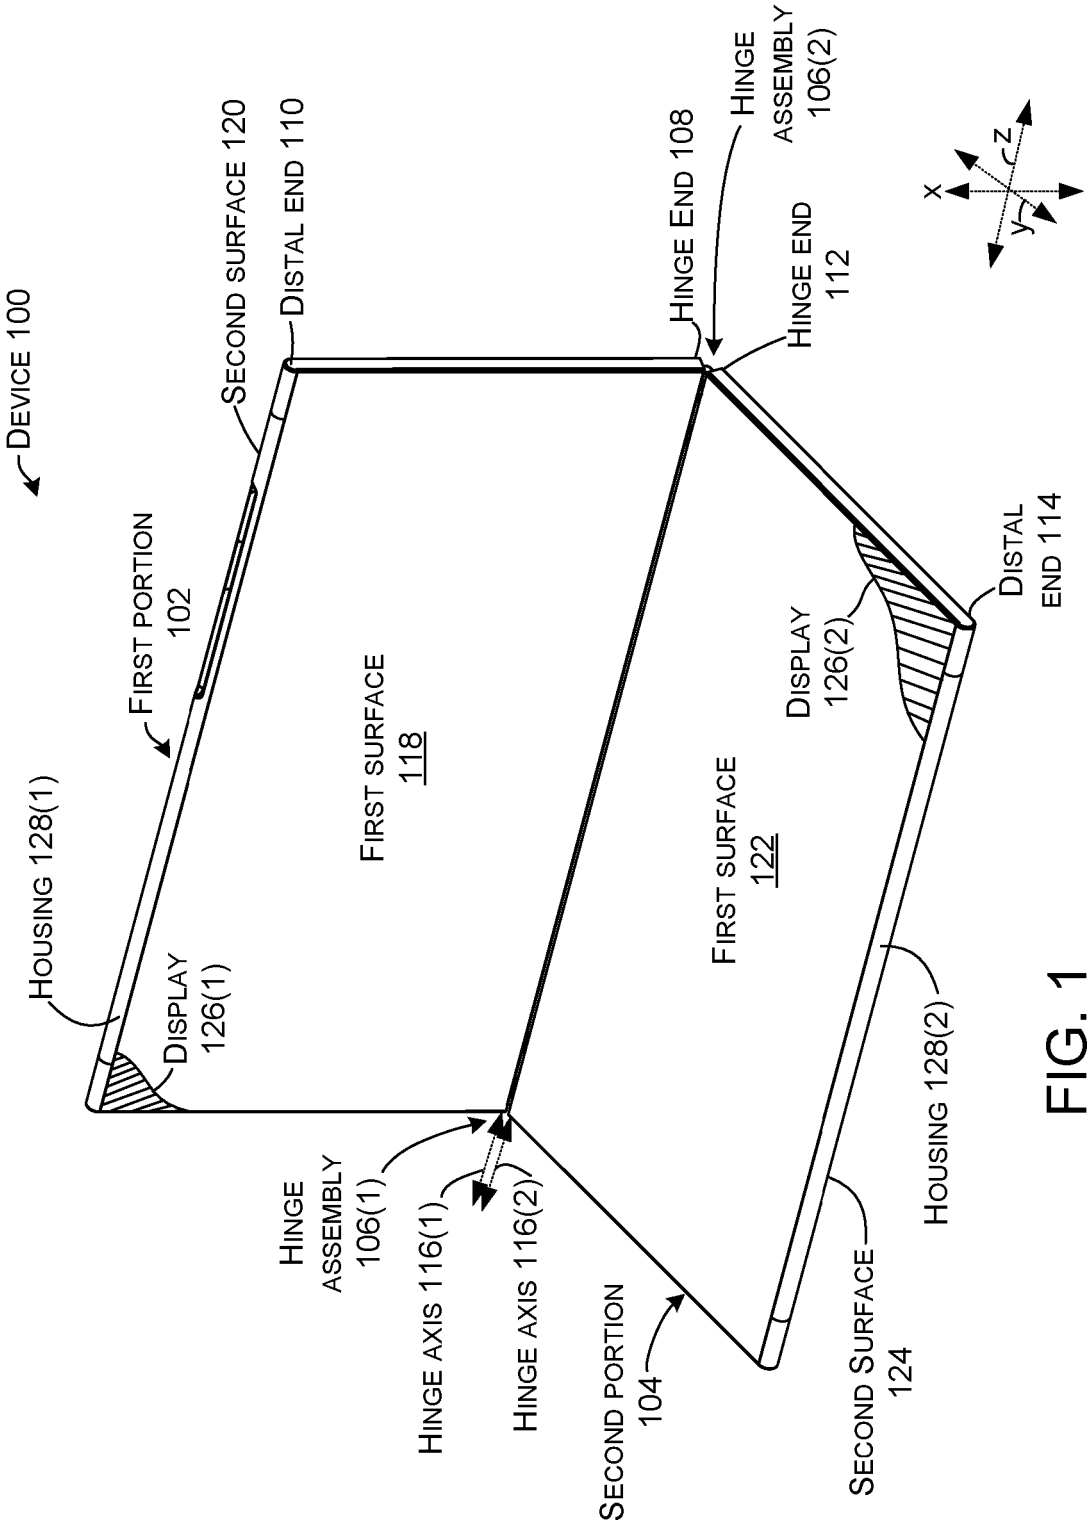 DEVICE 100
FIRST PORTION
102
SECOND SURFACE 120
DISTAL END 110
HOUSING 128(1)
DISPLAY
126(1)
FIRST SURFACE
118
HINGE END 108
HINGE
ASSEMBLY
106(2)
HINGE END
112
HINGE
ASSEMBLY
106(1)
HINGE AXIS 116(1)
HINGE AXIS 116(2)
FIRST SURFACE
122
DISPLAY
126(2)
DISTAL
END 114
SECOND PORTION
104
SECOND SURFACE
124
HOUSING 128(2)
x
y
z
FIG. 1